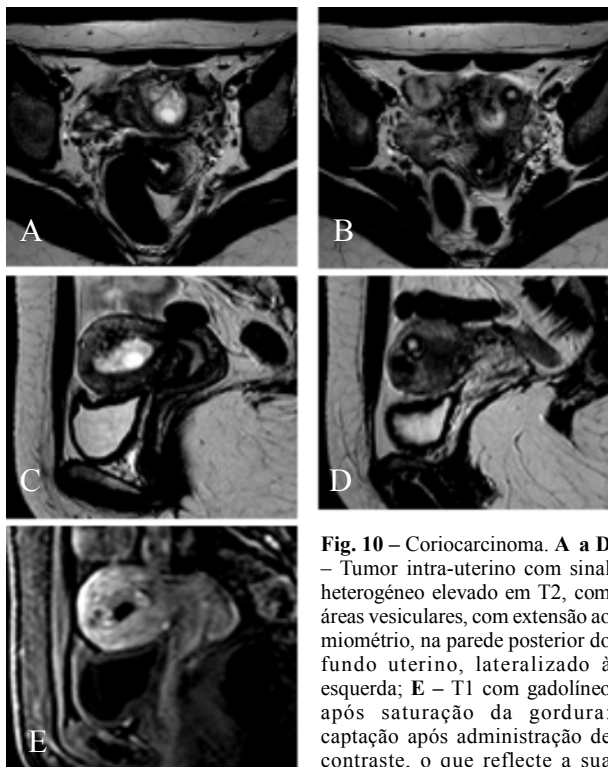 A
B
C
D
E
Fig. 10 – Coriocarcinoma. A a D
– Tumor intra-uterino com sinal
heterogéneo elevado em T2, com
áreas vesiculares, com extensão ao
miométrio, na parede posterior do
fundo uterino, lateralizado à
esquerda; E – T1 com gadolíneo
após saturação da gordura:
captação após administração de
contraste, o que reflecte a sua